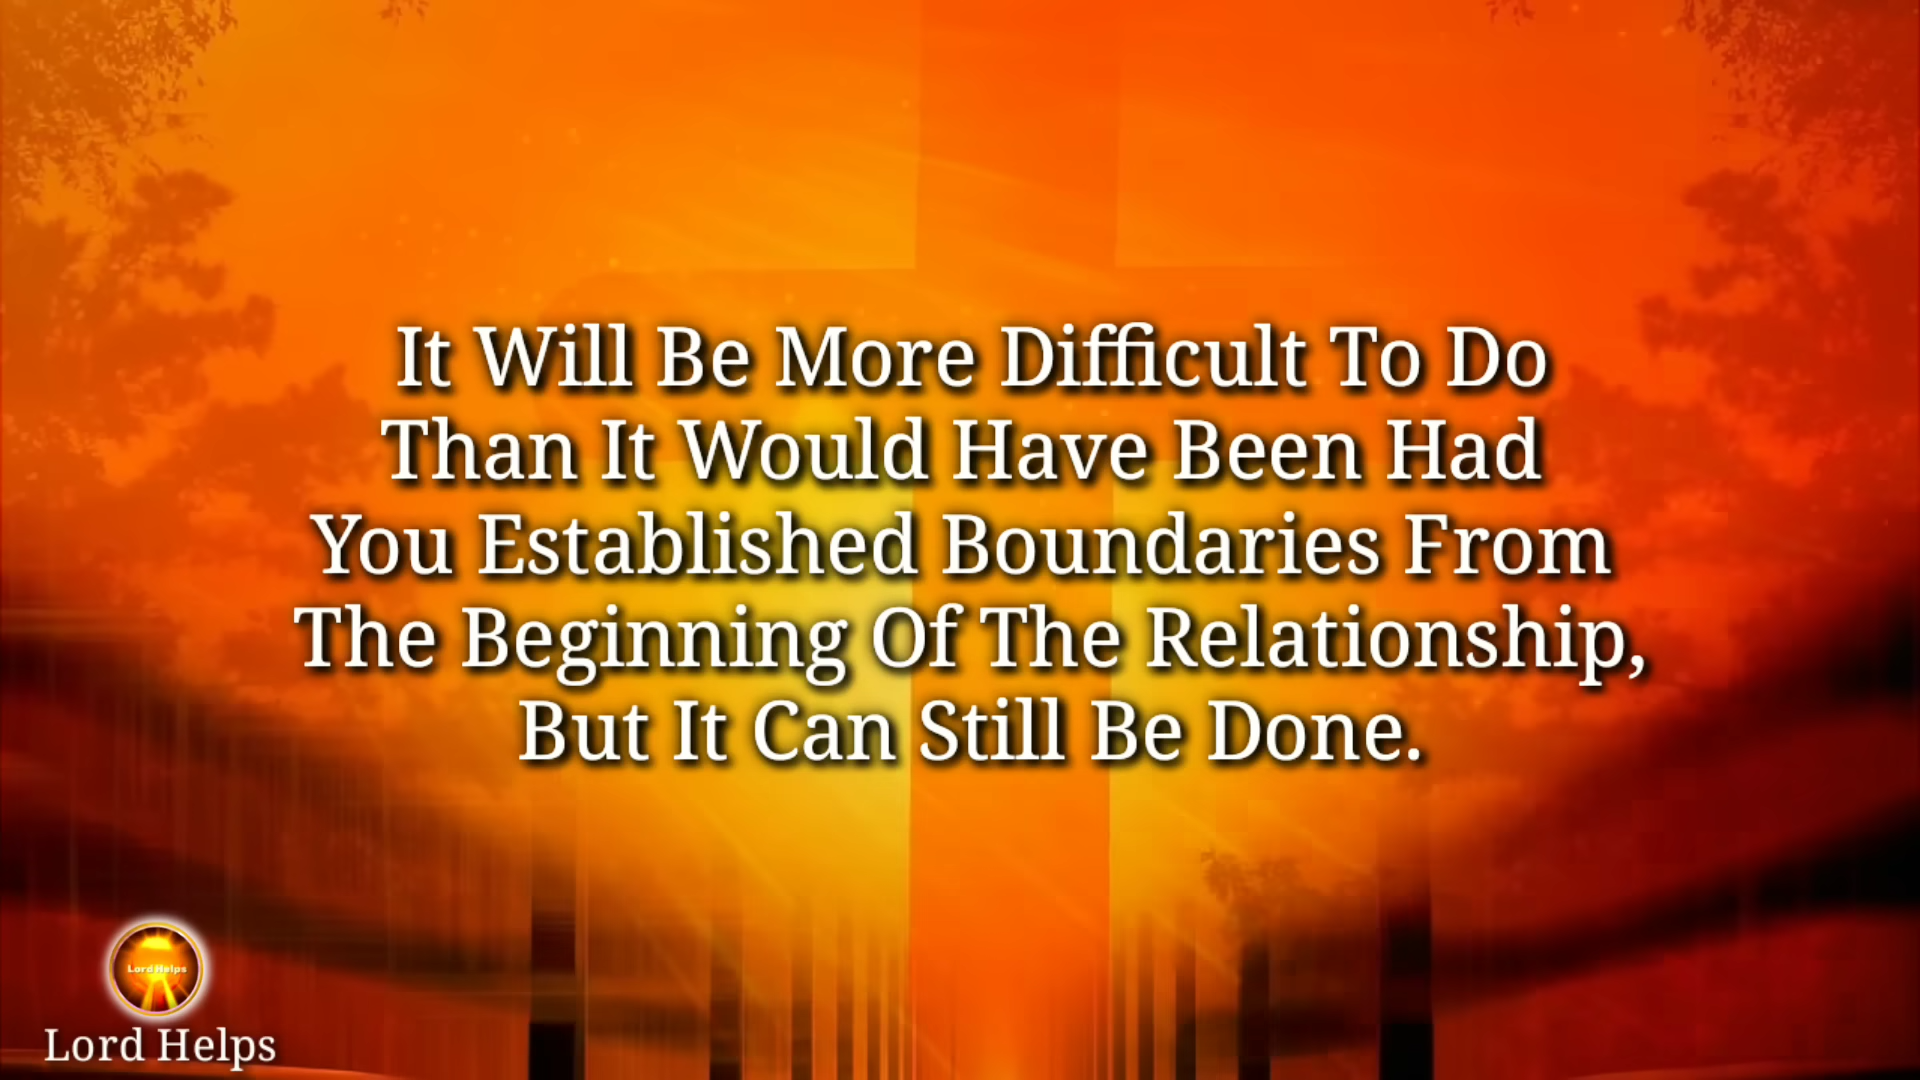 It Will Be More Difficult To Do
Than It Would Have Been Had
You Established Boundaries From
The Beginning Of The Relationship,
But It Can Still Be Done.
Lord Helps
Lord Helps